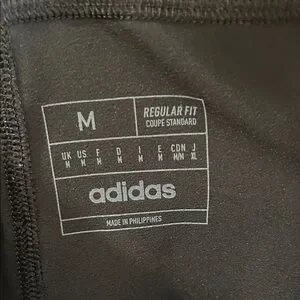 M
REGULAR FIT
COUPE STANDARD
UK US F D I E CDN J
M M M M M M M/M XL
adidas
MADE IN PHILIPPINES